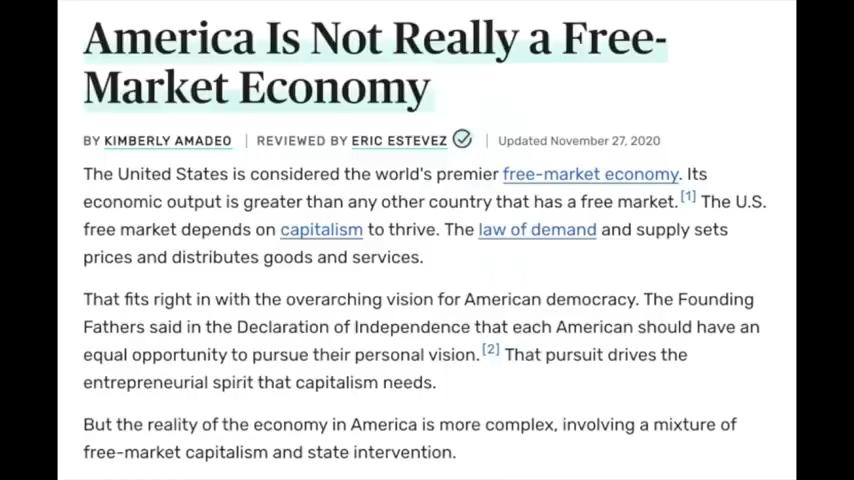 America Is Not Really a Free-
Market Economy
BY KIMBERLY AMADEO | REVIEWED BY ERIC ESTEVEZ | Updated November 27, 2020
The United States is considered the world's premier free-market economy. Its
economic output is greater than any other country that has a free market.[1] The U.S.
free market depends on capitalism to thrive. The law of demand and supply sets
prices and distributes goods and services.
That fits right in with the overarching vision for American democracy. The Founding
Fathers said in the Declaration of Independence that each American should have an
equal opportunity to pursue their personal vision.[2] That pursuit drives the
entrepreneurial spirit that capitalism needs.
But the reality of the economy in America is more complex, involving a mixture of
free-market capitalism and state intervention.